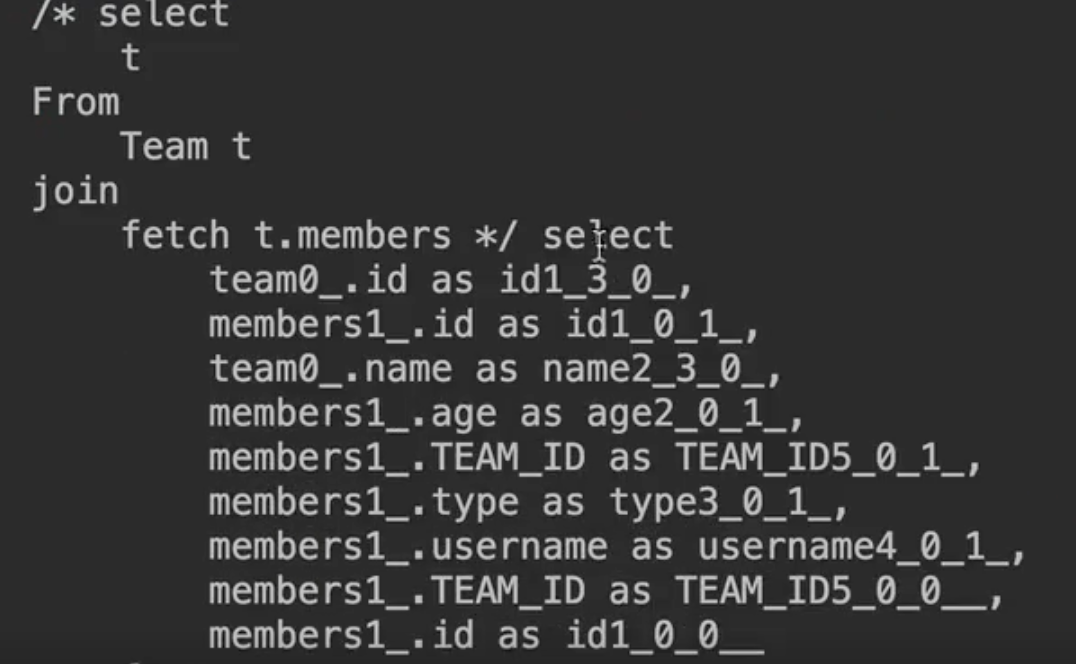 /* select
t
From
Team t
join
fetch t.members */ select
team0_.id as id1_3_0_,
members1_.id as id1_0_1_,
team0_.name as name2_3_0_,
members1_.age as age2_0_1_,
members1_.TEAM_ID as TEAM_ID5_0_1_,
members1_.type as type3_0_1_,
members1_.username as username4_0_1_,
members1_.TEAM_ID as TEAM_ID5_0_0__,
members1_.id as id1_0_0__